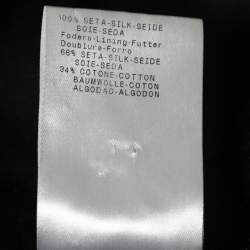 100% SETA-SILK-SEIDE
SOIE-SEDA
Fodera-Lining-Futter
Doublure-Forro
66% SETA-SILK-SEIDE
SOIE-SEDA
34% COTONE-COTTON
BAUMWOLLE-COTON
ALGODAO-ALGODON